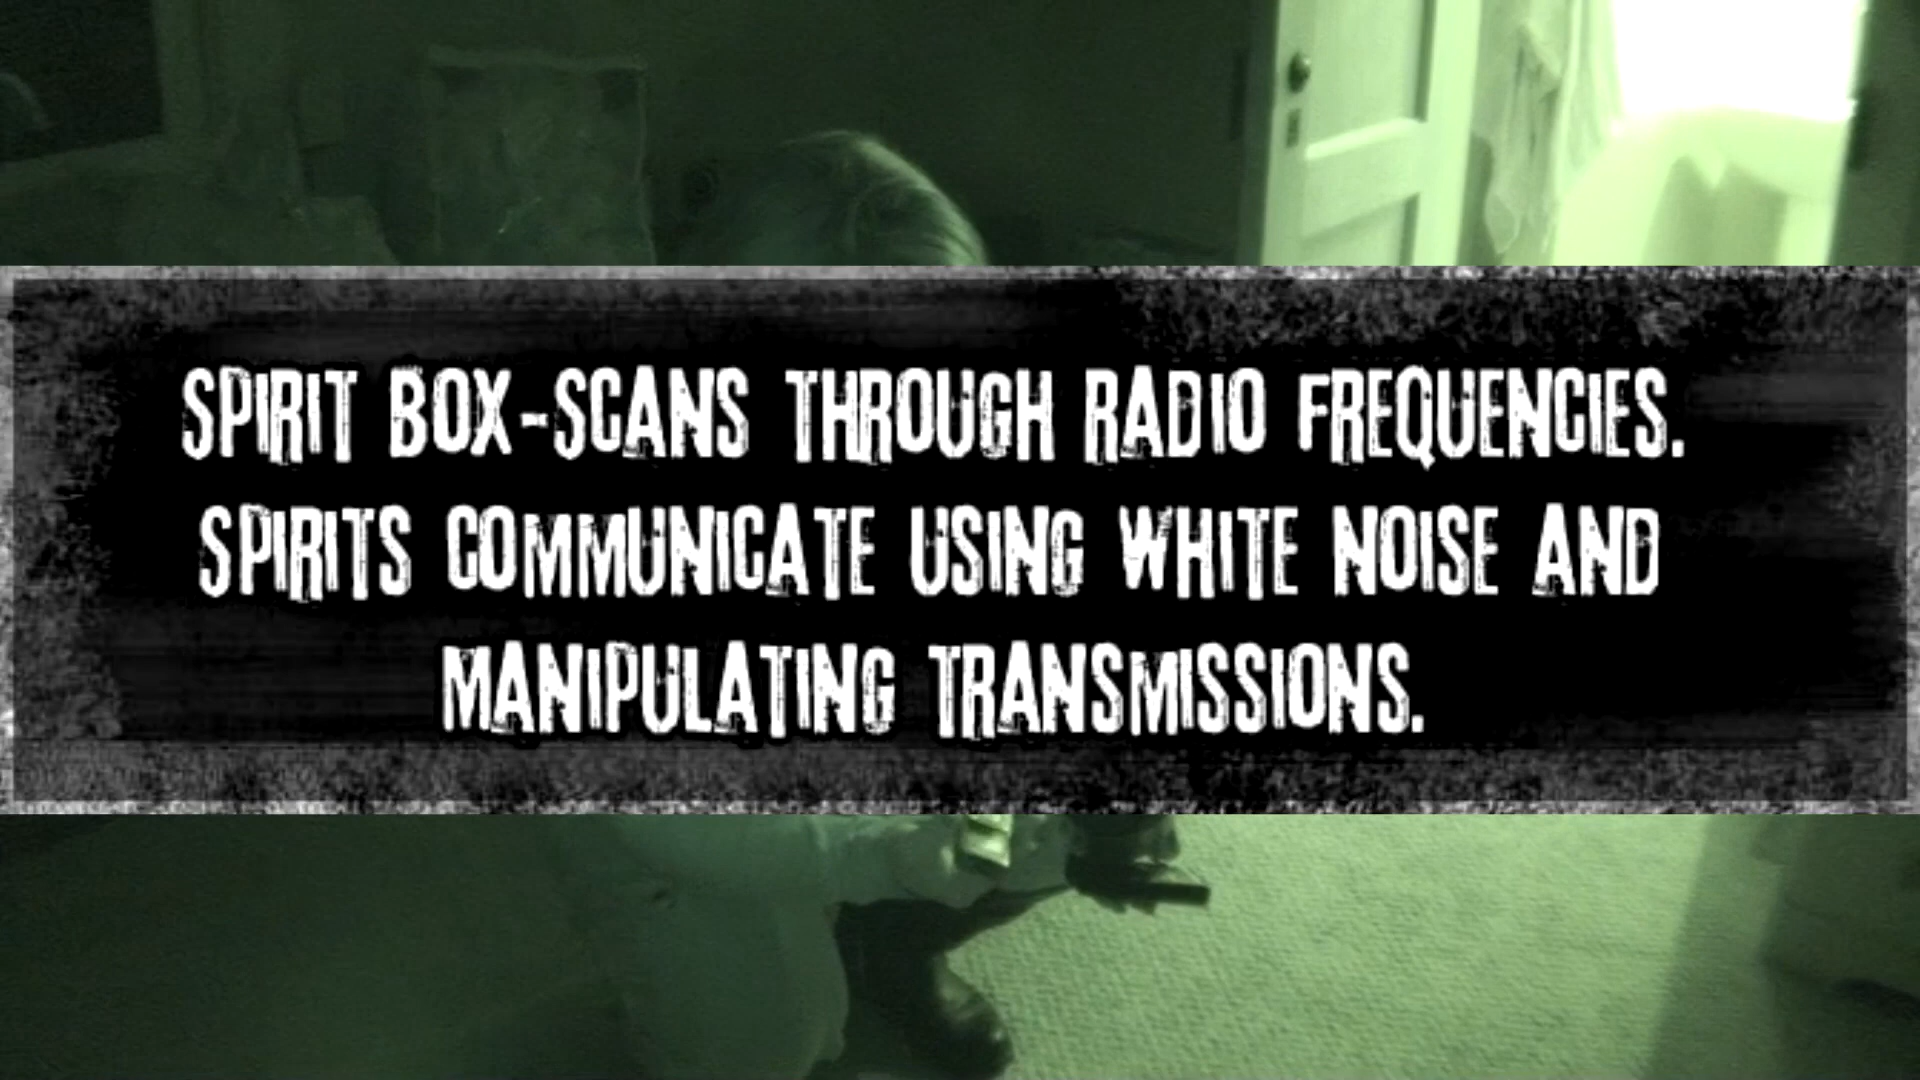 SPIRIT BOX-SCANS THROUGH RADIO FREQUENCIES.
SPIRITS COMMUNICATE USING WHITE NOISE AND
MANIPULATING TRANSMISSIONS.